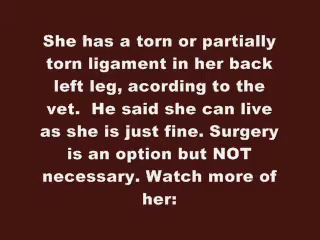 She has a torn or partially
torn ligament in her back
left leg, acording to the
vet.  He said she can live
as she is just fine. Surgery
is an option but NOT
necessary. Watch more of
her: